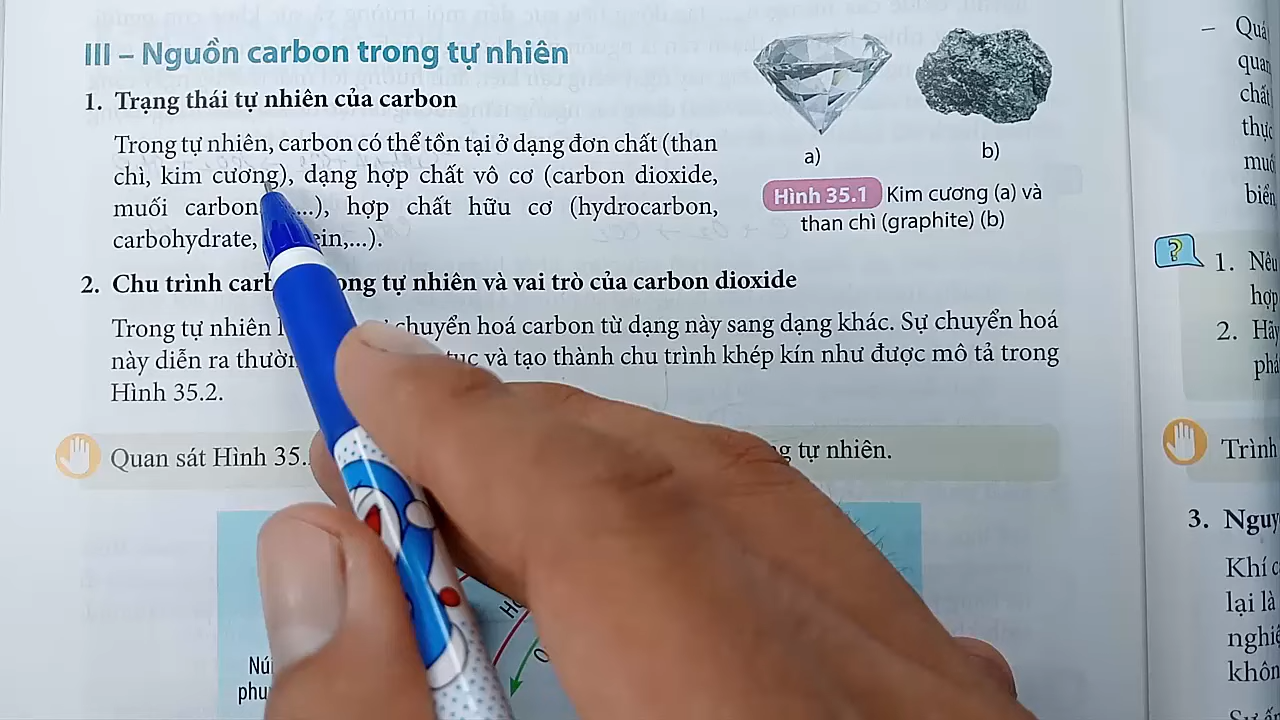 III – Nguồn carbon trong tự nhiên
1. Trạng thái tự nhiên của carbon
Trong tự nhiên, carbon có thể tồn tại ở dạng đơn chất (than
chì, kim cương), dạng hợp chất vô cơ (carbon dioxide,
muối carbon ...), hợp chất hữu cơ (hydrocarbon,
carbohydrate, ein,...).
a)
b)
Hình 35.1 Kim cương (a) và
than chì (graphite) (b)
2. Chu trình carb ong tự nhiên và vai trò của carbon dioxide
Trong tự nhiên chuyển hoá carbon từ dạng này sang dạng khác. Sự chuyển hoá
này diễn ra thườn tục và tạo thành chu trình khép kín như được mô tả trong
Hình 35.2.
Quan sát Hình 35. g tự nhiên.
Nú
phu
H
O
– Quá
quan
chất
thực
muố
biển
?
1. Nêu
hợp
2. Hãy
phá
Trình
3. Nguy
Khí c
lại là
nghiệ
khôn